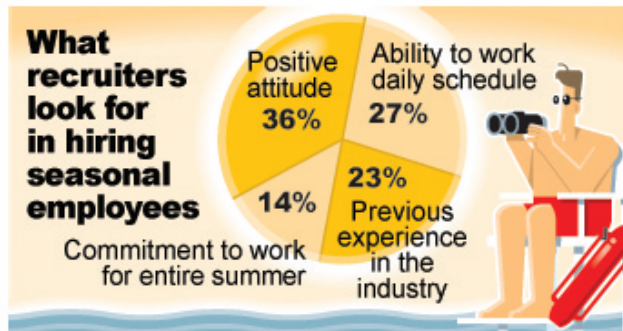 What
recruiters
look for
in hiring
seasonal
employees
Positive
attitude
36%
Ability to work
daily schedule
27%
23%
Previous
experience
in the
industry
14%
Commitment to work
for entire summer